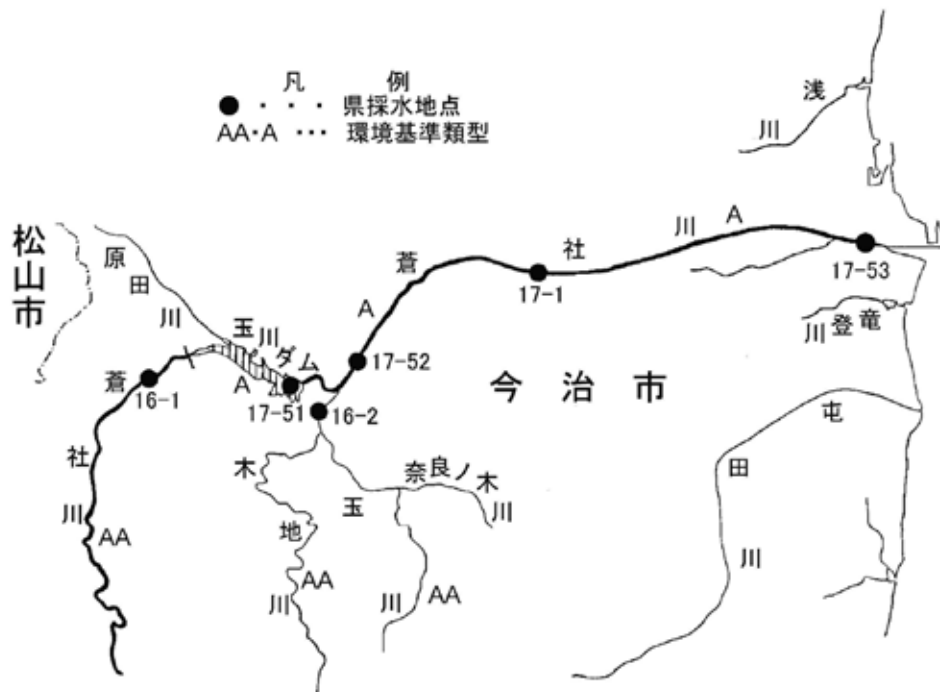 凡 例
●・・・県採水地点
AA・A ・・・環境基準類型
浅川
松山市
原田川
玉川ダム
A
蒼社川
AA
16-1
17-51
16-2
17-52
A
蒼社川
A
17-1
17-53
竜登川
今治市
屯田川
木地川
AA
奈良ノ木川
玉川
AA